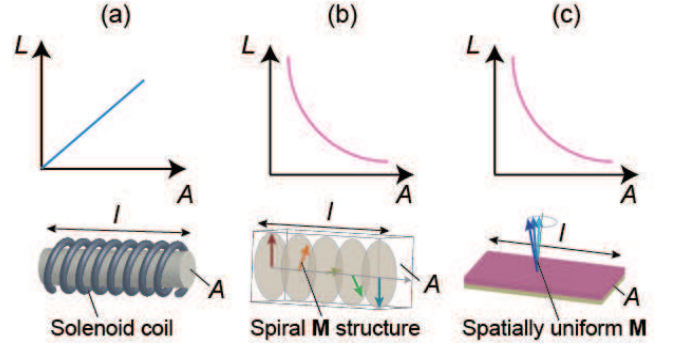 (a) (b) (c)
L L L
A A A
l l l
A A A
Solenoid coil Spiral M structure Spatially uniform M